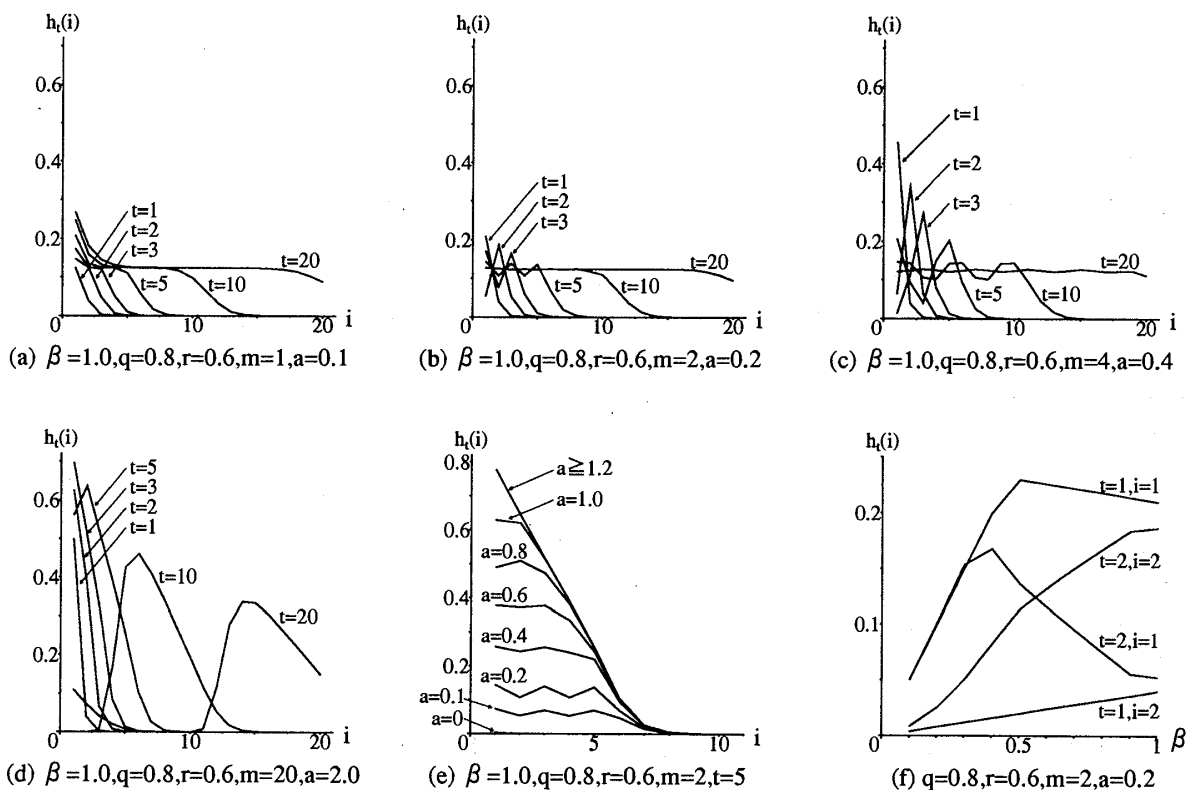 hₜ(i)
0.6
0.4
0.2
0
10
20
i
t=1
t=2
t=3
t=5
t=10
t=20
(a) β=1.0,q=0.8,r=0.6,m=1,a=0.1
hₜ(i)
0.6
0.4
0.2
0
10
20
i
t=1
t=2
t=3
t=5
t=10
t=20
(b) β=1.0,q=0.8,r=0.6,m=2,a=0.2
hₜ(i)
0.6
0.4
0.2
0
10
20
i
t=1
t=2
t=3
t=5
t=10
t=20
(c) β=1.0,q=0.8,r=0.6,m=4,a=0.4
hₜ(i)
0.6
0.4
0.2
0
10
20
i
t=5
t=3
t=2
t=1
t=10
t=20
(d) β=1.0,q=0.8,r=0.6,m=20,a=2.0
hₜ(i)
0.8
0.6
0.4
0.2
0
5
10
i
a≧1.2
a=1.0
a=0.8
a=0.6
a=0.4
a=0.2
a=0.1
a=0
(e) β=1.0,q=0.8,r=0.6,m=2,t=5
hₜ(i)
0.2
0.1
0
0.5
1
β
t=1,i=1
t=2,i=2
t=2,i=1
t=1,i=2
(f) q=0.8,r=0.6,m=2,a=0.2